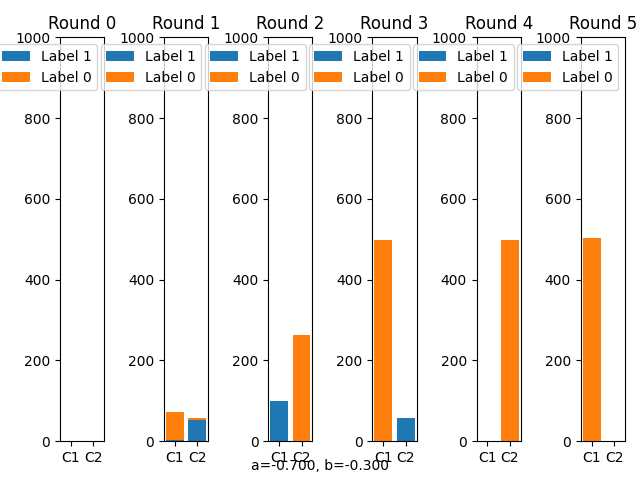 Round 0 Round 1 Round 2 Round 3 Round 4 Round 5
1000 1000 1000 1000 1000 1000
Label 1 Label 1 Label 1 Label 1 Label 1 Label 1
Label 0 Label 0 Label 0 Label 0 Label 0 Label 0
800 800 800 800 800 800
600 600 600 600 600 600
400 400 400 400 400 400
200 200 200 200 200 200
0 0 0 0 0 0
C1 C2 C1 C2 C1 C2 C1 C2 C1 C2 C1 C2
a=-0.700, b=-0.300